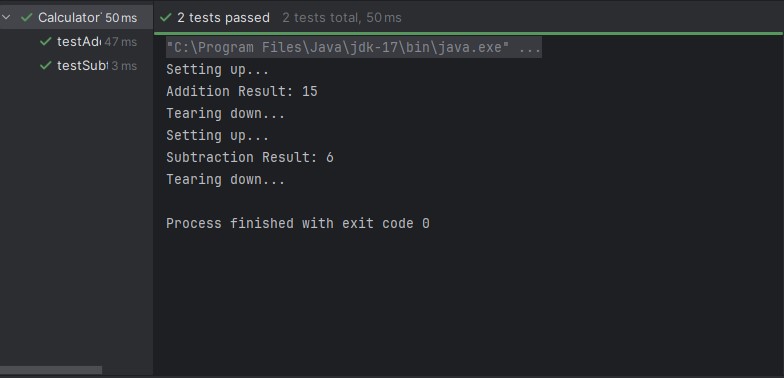 Calculator 50 ms
2 tests passed 2 tests total, 50 ms
testAd 47 ms
testSubt 3 ms
"C:\Program Files\Java\jdk-17\bin\java.exe" ...
Setting up...
Addition Result: 15
Tearing down...
Setting up...
Subtraction Result: 6
Tearing down...
Process finished with exit code 0